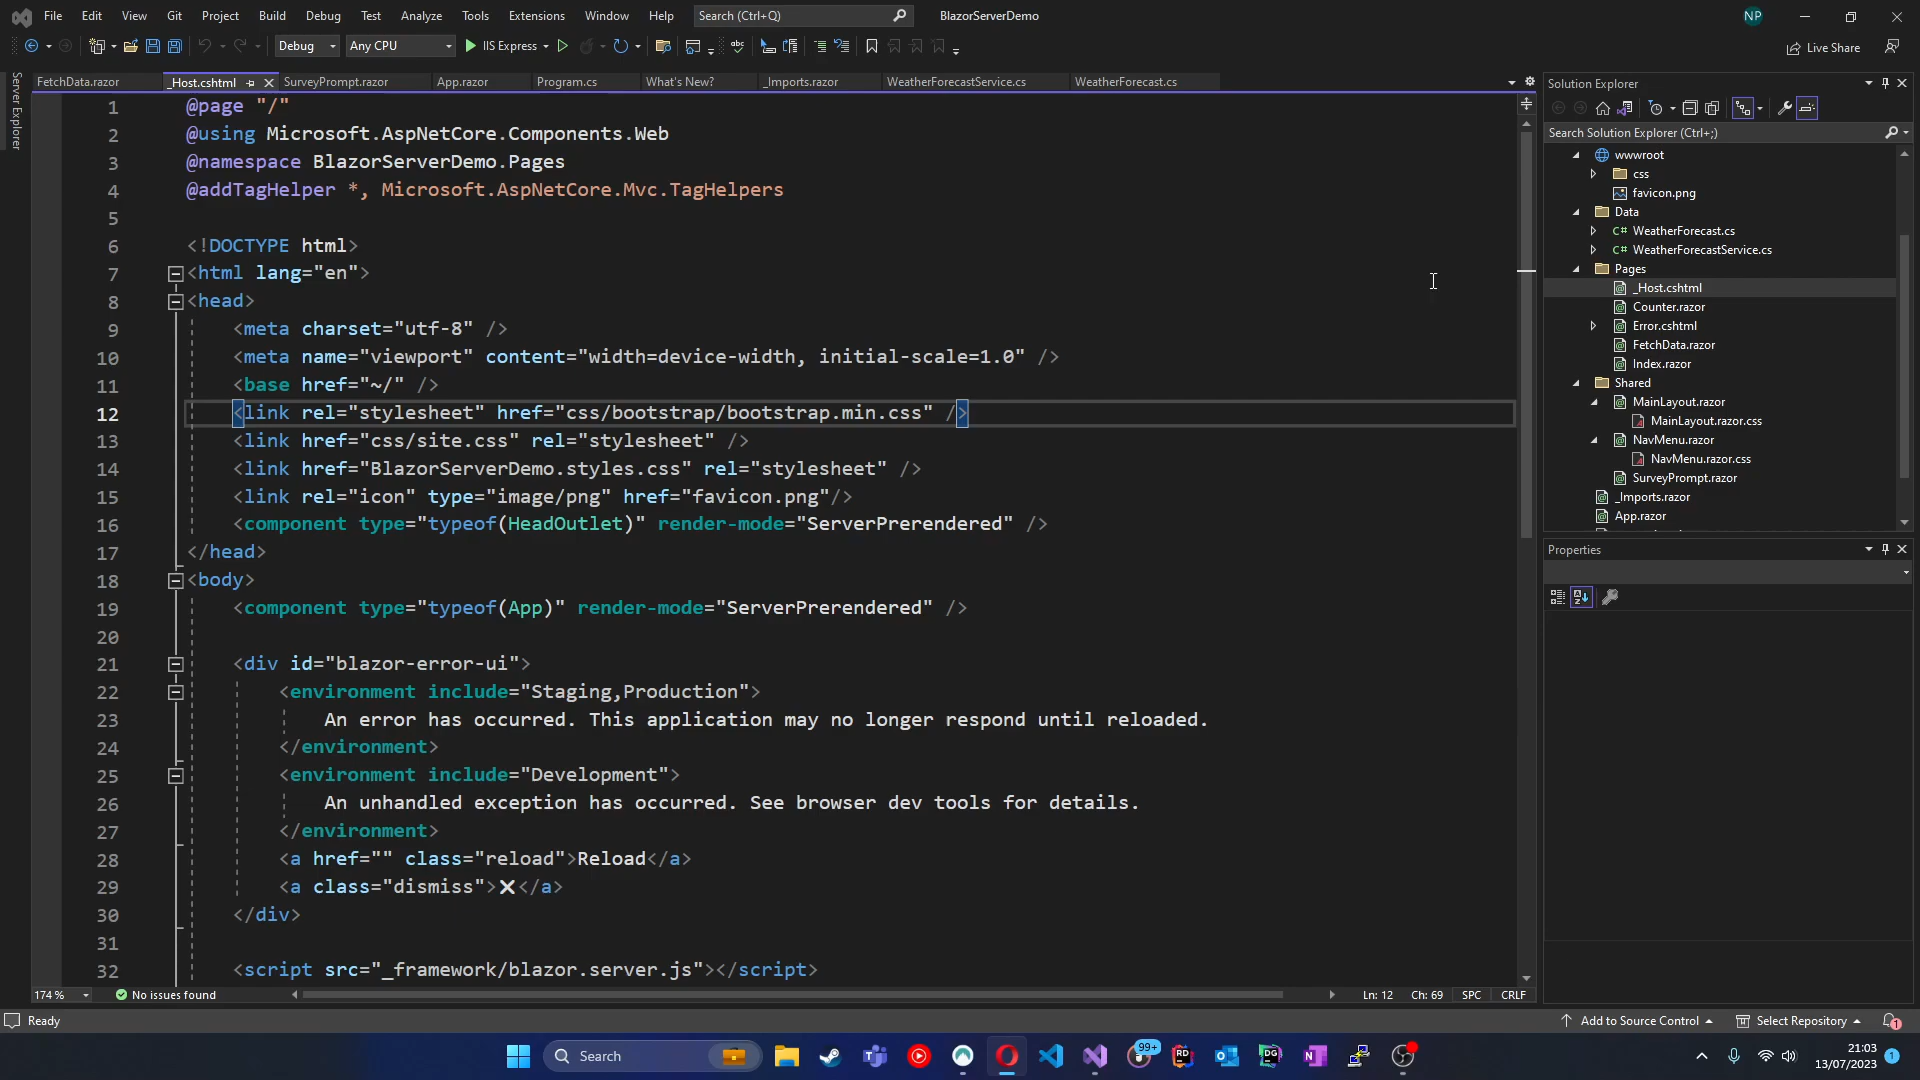 File Edit View Git Project Build Debug Test Analyze Tools Extensions Window Help Search (Ctrl+Q) BlazorServerDemo NP
Debug Any CPU IIS Express Live Share
FetchData.razor _Host.cshtml SurveyPrompt.razor App.razor Program.cs What's New? _Imports.razor WeatherForecastService.cs WeatherForecast.cs
Server Explorer
1 @page "/"
2 @using Microsoft.AspNetCore.Components.Web
3 @namespace BlazorServerDemo.Pages
4 @addTagHelper *, Microsoft.AspNetCore.Mvc.TagHelpers
5
6 <!DOCTYPE html>
7 <html lang="en">
8 <head>
9 <meta charset="utf-8" />
10 <meta name="viewport" content="width=device-width, initial-scale=1.0" />
11 <base href="~/" />
12 <link rel="stylesheet" href="css/bootstrap/bootstrap.min.css" />
13 <link href="css/site.css" rel="stylesheet" />
14 <link href="BlazorServerDemo.styles.css" rel="stylesheet" />
15 <link rel="icon" type="image/png" href="favicon.png"/>
16 <component type="typeof(HeadOutlet)" render-mode="ServerPrerendered" />
17 </head>
18 <body>
19 <component type="typeof(App)" render-mode="ServerPrerendered" />
20
21 <div id="blazor-error-ui">
22 <environment include="Staging,Production">
23 An error has occurred. This application may no longer respond until reloaded.
24 </environment>
25 <environment include="Development">
26 An unhandled exception has occurred. See browser dev tools for details.
27 </environment>
28 <a href="" class="reload">Reload</a>
29 <a class="dismiss">🗙</a>
30 </div>
31
32 <script src="_framework/blazor.server.js"></script>
174 % No issues found Ln: 12 Ch: 69 SPC CRLF
Solution Explorer
Search Solution Explorer (Ctrl+;)
wwwroot
css
favicon.png
Data
C# WeatherForecast.cs
C# WeatherForecastService.cs
Pages
_Host.cshtml
Counter.razor
Error.cshtml
FetchData.razor
Index.razor
Shared
MainLayout.razor
MainLayout.razor.css
NavMenu.razor
NavMenu.razor.css
SurveyPrompt.razor
_Imports.razor
App.razor
Properties
Ready Add to Source Control Select Repository 1
Search 99+ RD DG N 21:03
13/07/2023 1